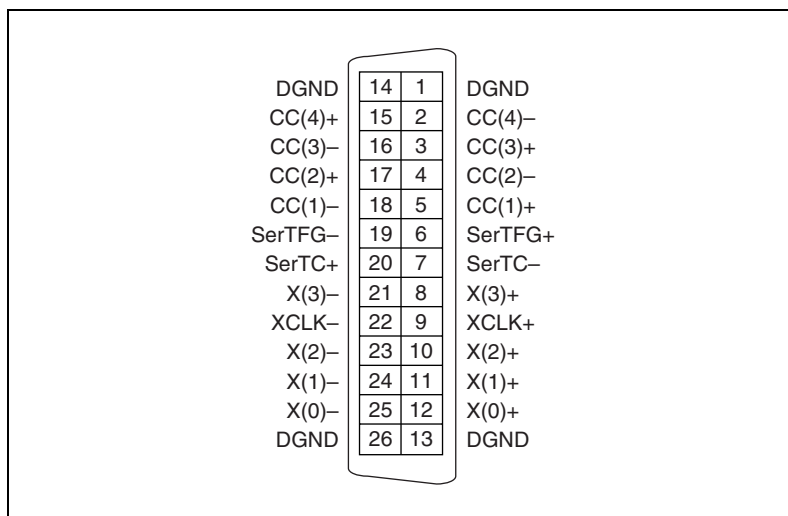 DGND 14 1 DGND
CC(4)+ 15 2 CC(4)–
CC(3)– 16 3 CC(3)+
CC(2)+ 17 4 CC(2)–
CC(1)– 18 5 CC(1)+
SerTFG– 19 6 SerTFG+
SerTC+ 20 7 SerTC–
X(3)– 21 8 X(3)+
XCLK– 22 9 XCLK+
X(2)– 23 10 X(2)+
X(1)– 24 11 X(1)+
X(0)– 25 12 X(0)+
DGND 26 13 DGND